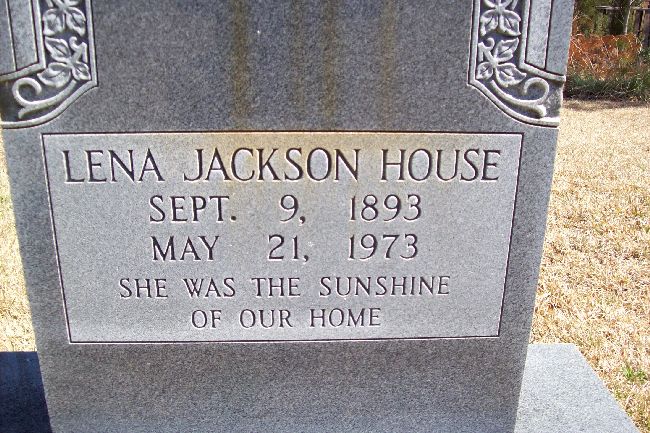 LENA JACKSON HOUSE
SEPT. 9, 1893
MAY 21, 1973
SHE WAS THE SUNSHINE
OF OUR HOME